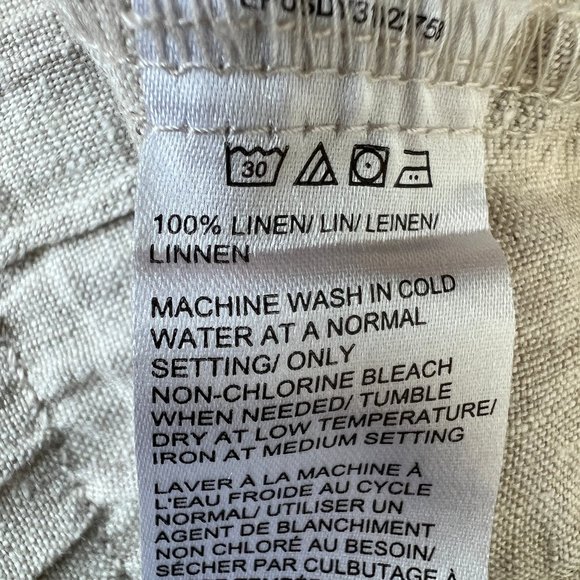 30
100% LINEN/ LIN/ LEINEN/
LINNEN
MACHINE WASH IN COLD
WATER AT A NORMAL
SETTING/ ONLY
NON-CHLORINE BLEACH
WHEN NEEDED/ TUMBLE
DRY AT LOW TEMPERATURE/
IRON AT MEDIUM SETTING
LAVER À LA MACHINE À
L'EAU FROIDE AU CYCLE
NORMAL/ UTILISER UN
AGENT DE BLANCHIMENT
NON CHLORÉ AU BESOIN/
SÉCHER PAR CULBUTAGE À